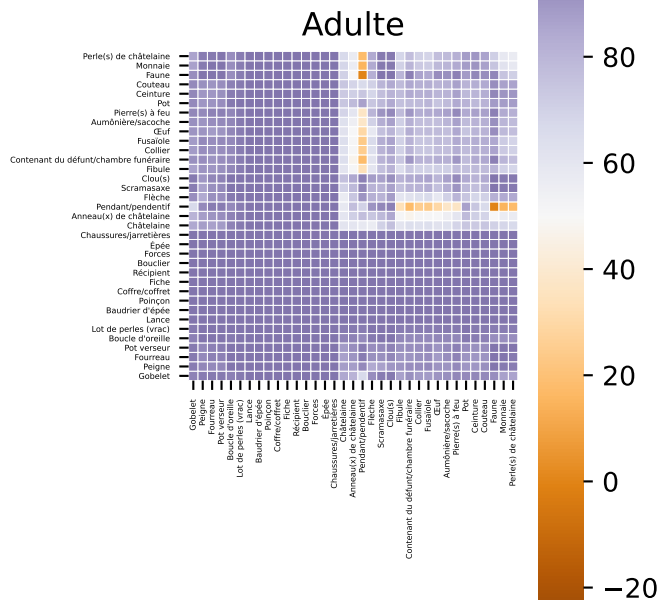 Adulte
Perle(s) de châtelaine
Monnaie
Faune
Couteau
Ceinture
Pot
Pierre(s) à feu
Aumônière/sacoche
Œuf
Fusaïole
Collier
Contenant du défunt/chambre funéraire
Fibule
Clou(s)
Scramasaxe
Flèche
Pendant/pendentif
Anneau(x) de châtelaine
Châtelaine
Chaussures/jarretières
Épée
Forces
Bouclier
Récipient
Fiche
Coffre/coffret
Poinçon
Baudrier d'épée
Lance
Lot de perles (vrac)
Boucle d'oreille
Pot verseur
Fourreau
Peigne
Gobelet
Gobelet
Peigne
Fourreau
Pot verseur
Boucle d'oreille
Lot de perles (vrac)
Lance
Baudrier d'épée
Poinçon
Coffre/coffret
Fiche
Récipient
Bouclier
Forces
Épée
Chaussures/jarretières
Châtelaine
Anneau(x) de châtelaine
Pendant/pendentif
Flèche
Scramasaxe
Clou(s)
Fibule
Contenant du défunt/chambre funéraire
Collier
Fusaïole
Œuf
Aumônière/sacoche
Pierre(s) à feu
Pot
Ceinture
Couteau
Faune
Monnaie
Perle(s) de châtelaine
80
60
40
20
0
−20